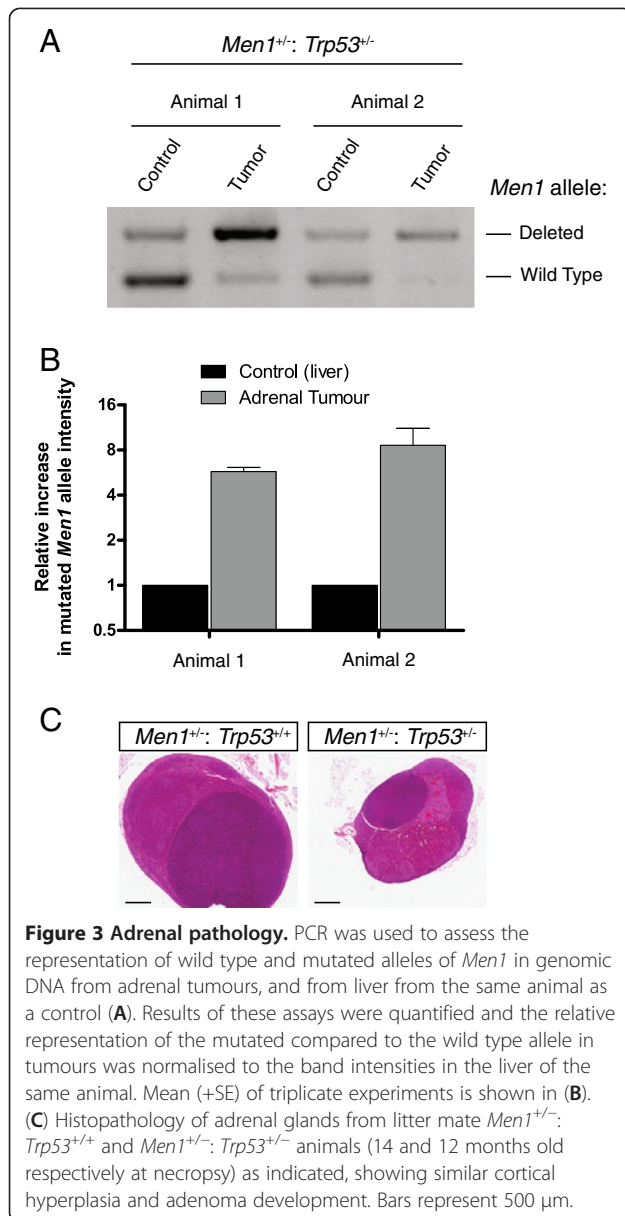 A
Men1+/-: Trp53+/-
Animal 1 Animal 2
Control Tumor Control Tumor
Men1 allele:
Deleted
Wild Type
B
Control (liver)
Adrenal Tumour
Relative increase
in mutated Men1 allele intensity
16
8
4
2
1
0.5
Animal 1 Animal 2
C
Men1+/-: Trp53+/+ Men1+/-: Trp53+/-
Figure 3 Adrenal pathology. PCR was used to assess the
representation of wild type and mutated alleles of Men1 in genomic
DNA from adrenal tumours, and from liver from the same animal as
a control (A). Results of these assays were quantified and the relative
representation of the mutated compared to the wild type allele in
tumours was normalised to the band intensities in the liver of the
same animal. Mean (+SE) of triplicate experiments is shown in (B).
(C) Histopathology of adrenal glands from litter mate Men1+/−:
Trp53+/+ and Men1+/−: Trp53+/− animals (14 and 12 months old
respectively at necropsy) as indicated, showing similar cortical
hyperplasia and adenoma development. Bars represent 500 μm.